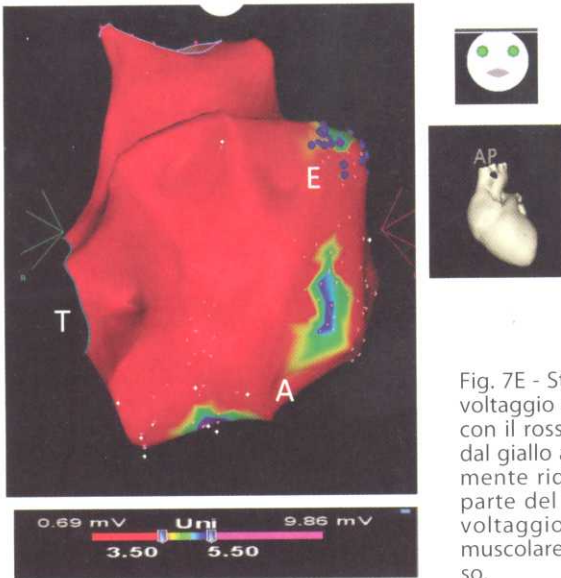 AP
E
T
A
R
0.69 mV Uni 9.86 mV
3.50 5.50
Fig. 7E - St
voltaggio
con il ross
dal giallo a
mente rid
parte del
voltaggio
muscolare
so